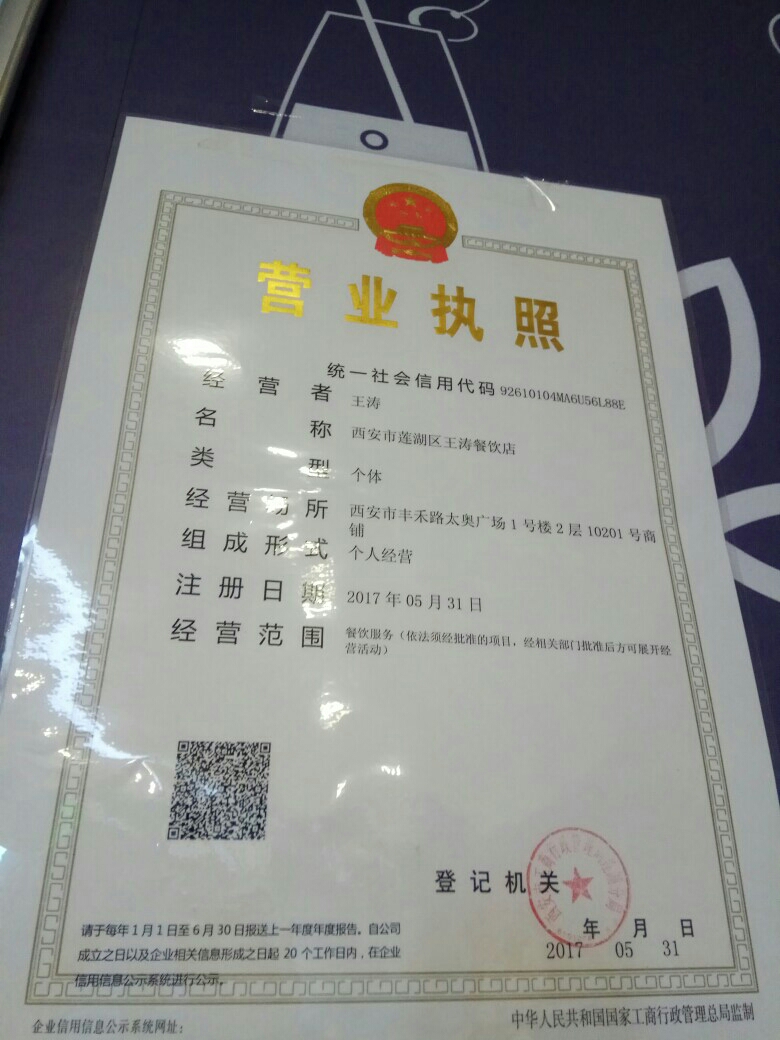 营业执照
统一社会信用代码 92610104MA6U56L88E
经营者 王涛
名称 西安市莲湖区王涛餐饮店
类型 个体
经营场所 西安市丰禾路太奥广场1号楼2层10201号商
铺
组成形式 个人经营
注册日期 2017年05月31日
经营范围 餐饮服务（依法须经批准的项目，经相关部门批准后方可展开经
营活动）
登记机关
年 月 日
2017 05 31
请于每年1月1日至6月30日报送上一年度年度报告。自公司
成立之日以及企业相关信息形成之日起20个工作日内，在企业
信用信息公示系统进行公示。
企业信用信息公示系统网址：
中华人民共和国国家工商行政管理总局监制